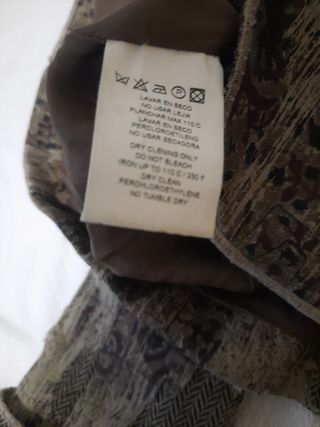 LAVAR EN SECO
NO USAR LEJIA
PLANCHAR MAX 110 C
LAVAR EN SECO
PERCLOROETILENO
NO USAR SECADORA
DRY CLENING ONLY
DO NOT BLEACH
IRON UP TO 110 C / 230 F
DRY CLEAN
PERCHLOROETHYLENE
NO TUMBLE DRY